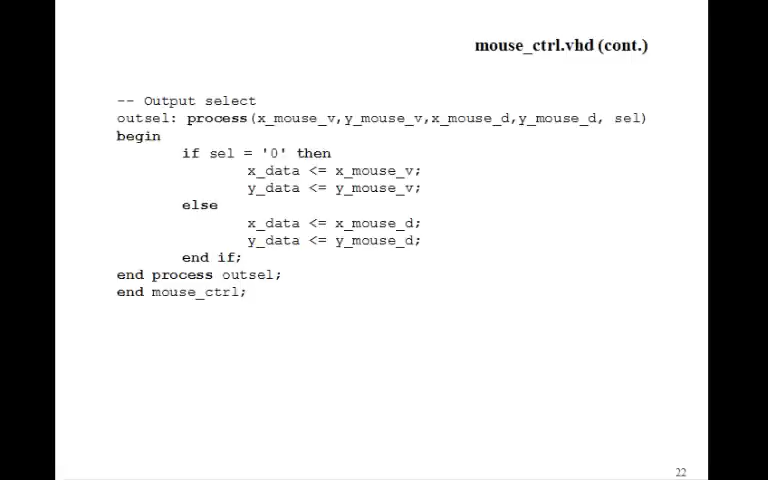 mouse_ctrl.vhd (cont.)
-- Output select
outsel: process(x_mouse_v,y_mouse_v,x_mouse_d,y_mouse_d, sel)
begin
if sel = '0' then
x_data <= x_mouse_v;
y_data <= y_mouse_v;
else
x_data <= x_mouse_d;
y_data <= y_mouse_d;
end if;
end process outsel;
end mouse_ctrl;
22